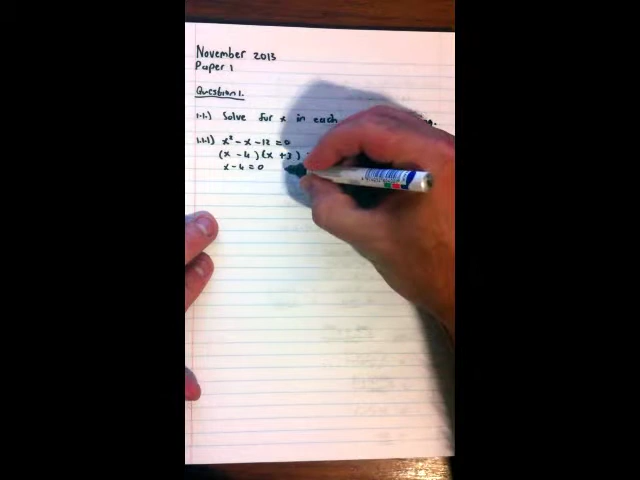 November 2013
Paper 1
Question 1.
1.1.) Solve for x in each
1.1.1) x² - x - 12 = 0
(x - 4)(x + 3)
x - 4 = 0